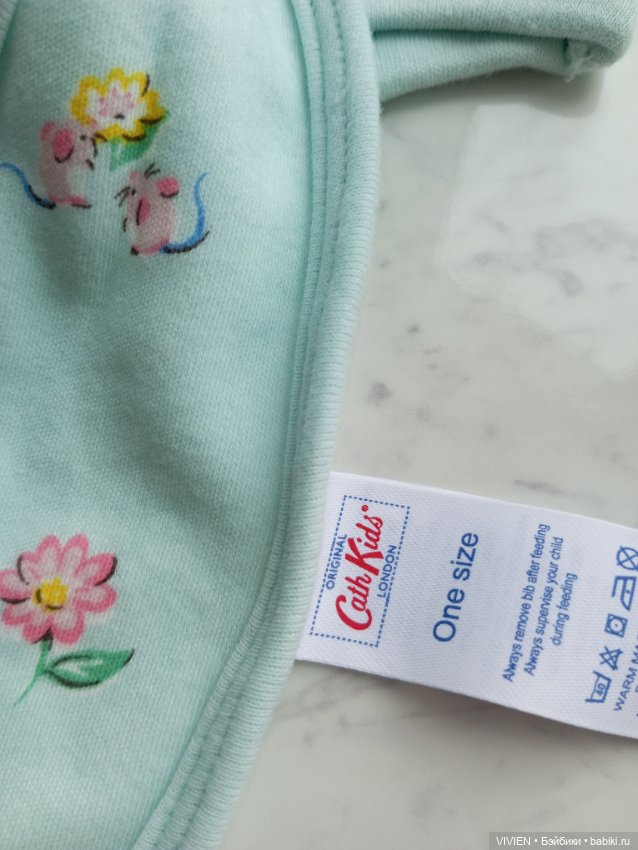 ORIGINAL
Cath Kids®
LONDON
One size
Always remove bib after feeding
Always supervise your child
during feeding
40
WARM
VIVIEN • Бэйбики • babiki.ru